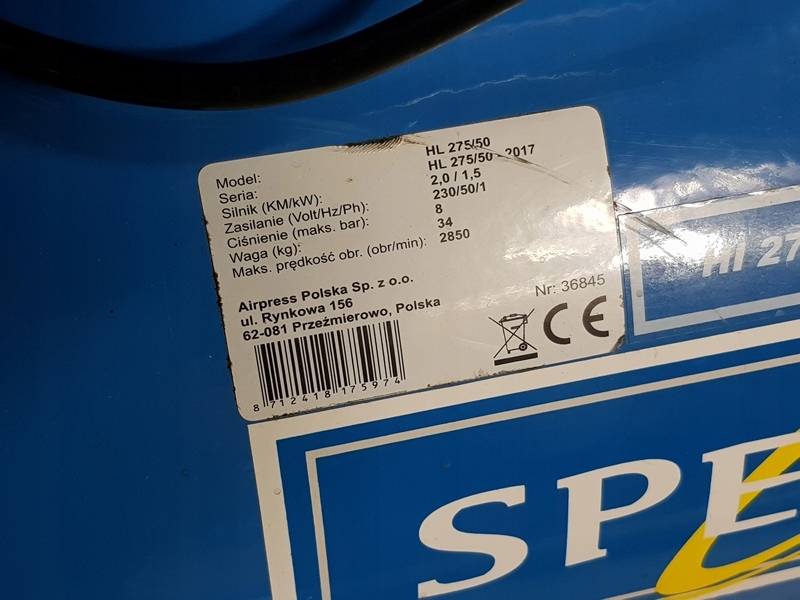 Model: HL 275/50
Seria: HL 275/50 - 2017
Silnik (KM/kW): 2,0 / 1,5
Zasilanie (Volt/Hz/Ph): 230/50/1
Ciśnienie (maks. bar): 8
Waga (kg): 34
Maks. prędkość obr. (obr/min): 2850
Airpress Polska Sp. z o.o.
ul. Rynkowa 156
62-081 Przeźmierowo, Polska
Nr: 36845
CE
8 712418 175974
Hl 27
SPE